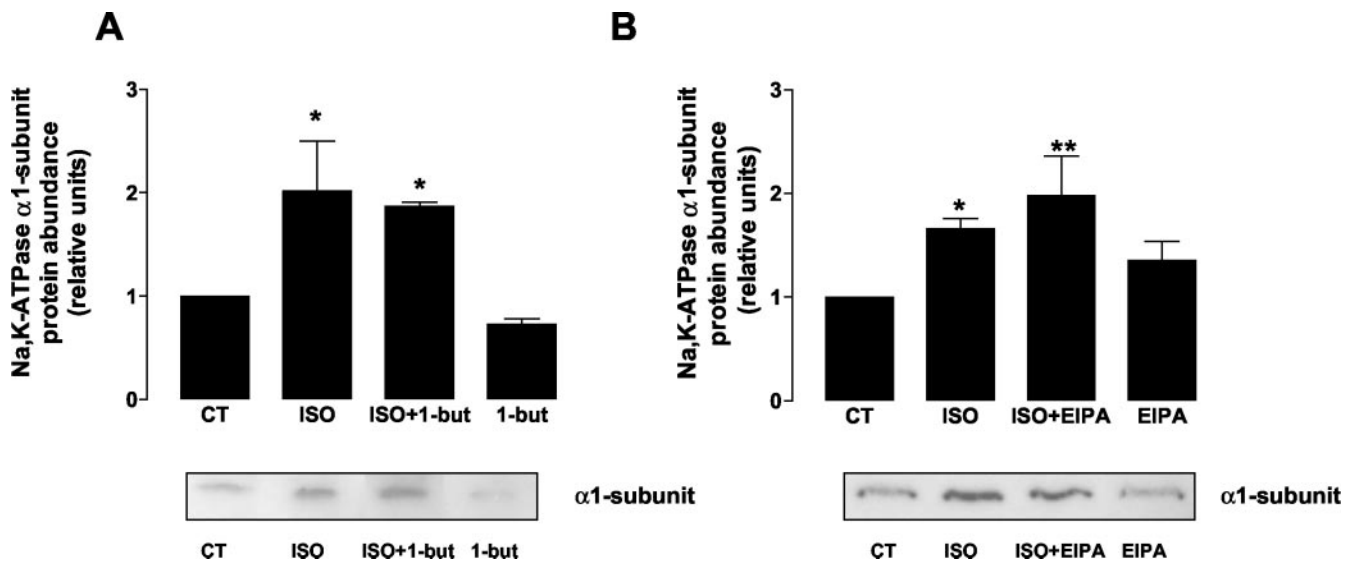 A
Na,K-ATPase α1-subunit
protein abundance
(relative units)
3
2
1
0
*
*
CT ISO ISO+1-but 1-but
α1-subunit
CT ISO ISO+1-but 1-but
B
Na,K-ATPase α1-subunit
protein abundance
(relative units)
3
2
1
0
*
**
CT ISO ISO+EIPA EIPA
α1-subunit
CT ISO ISO+EIPA EIPA